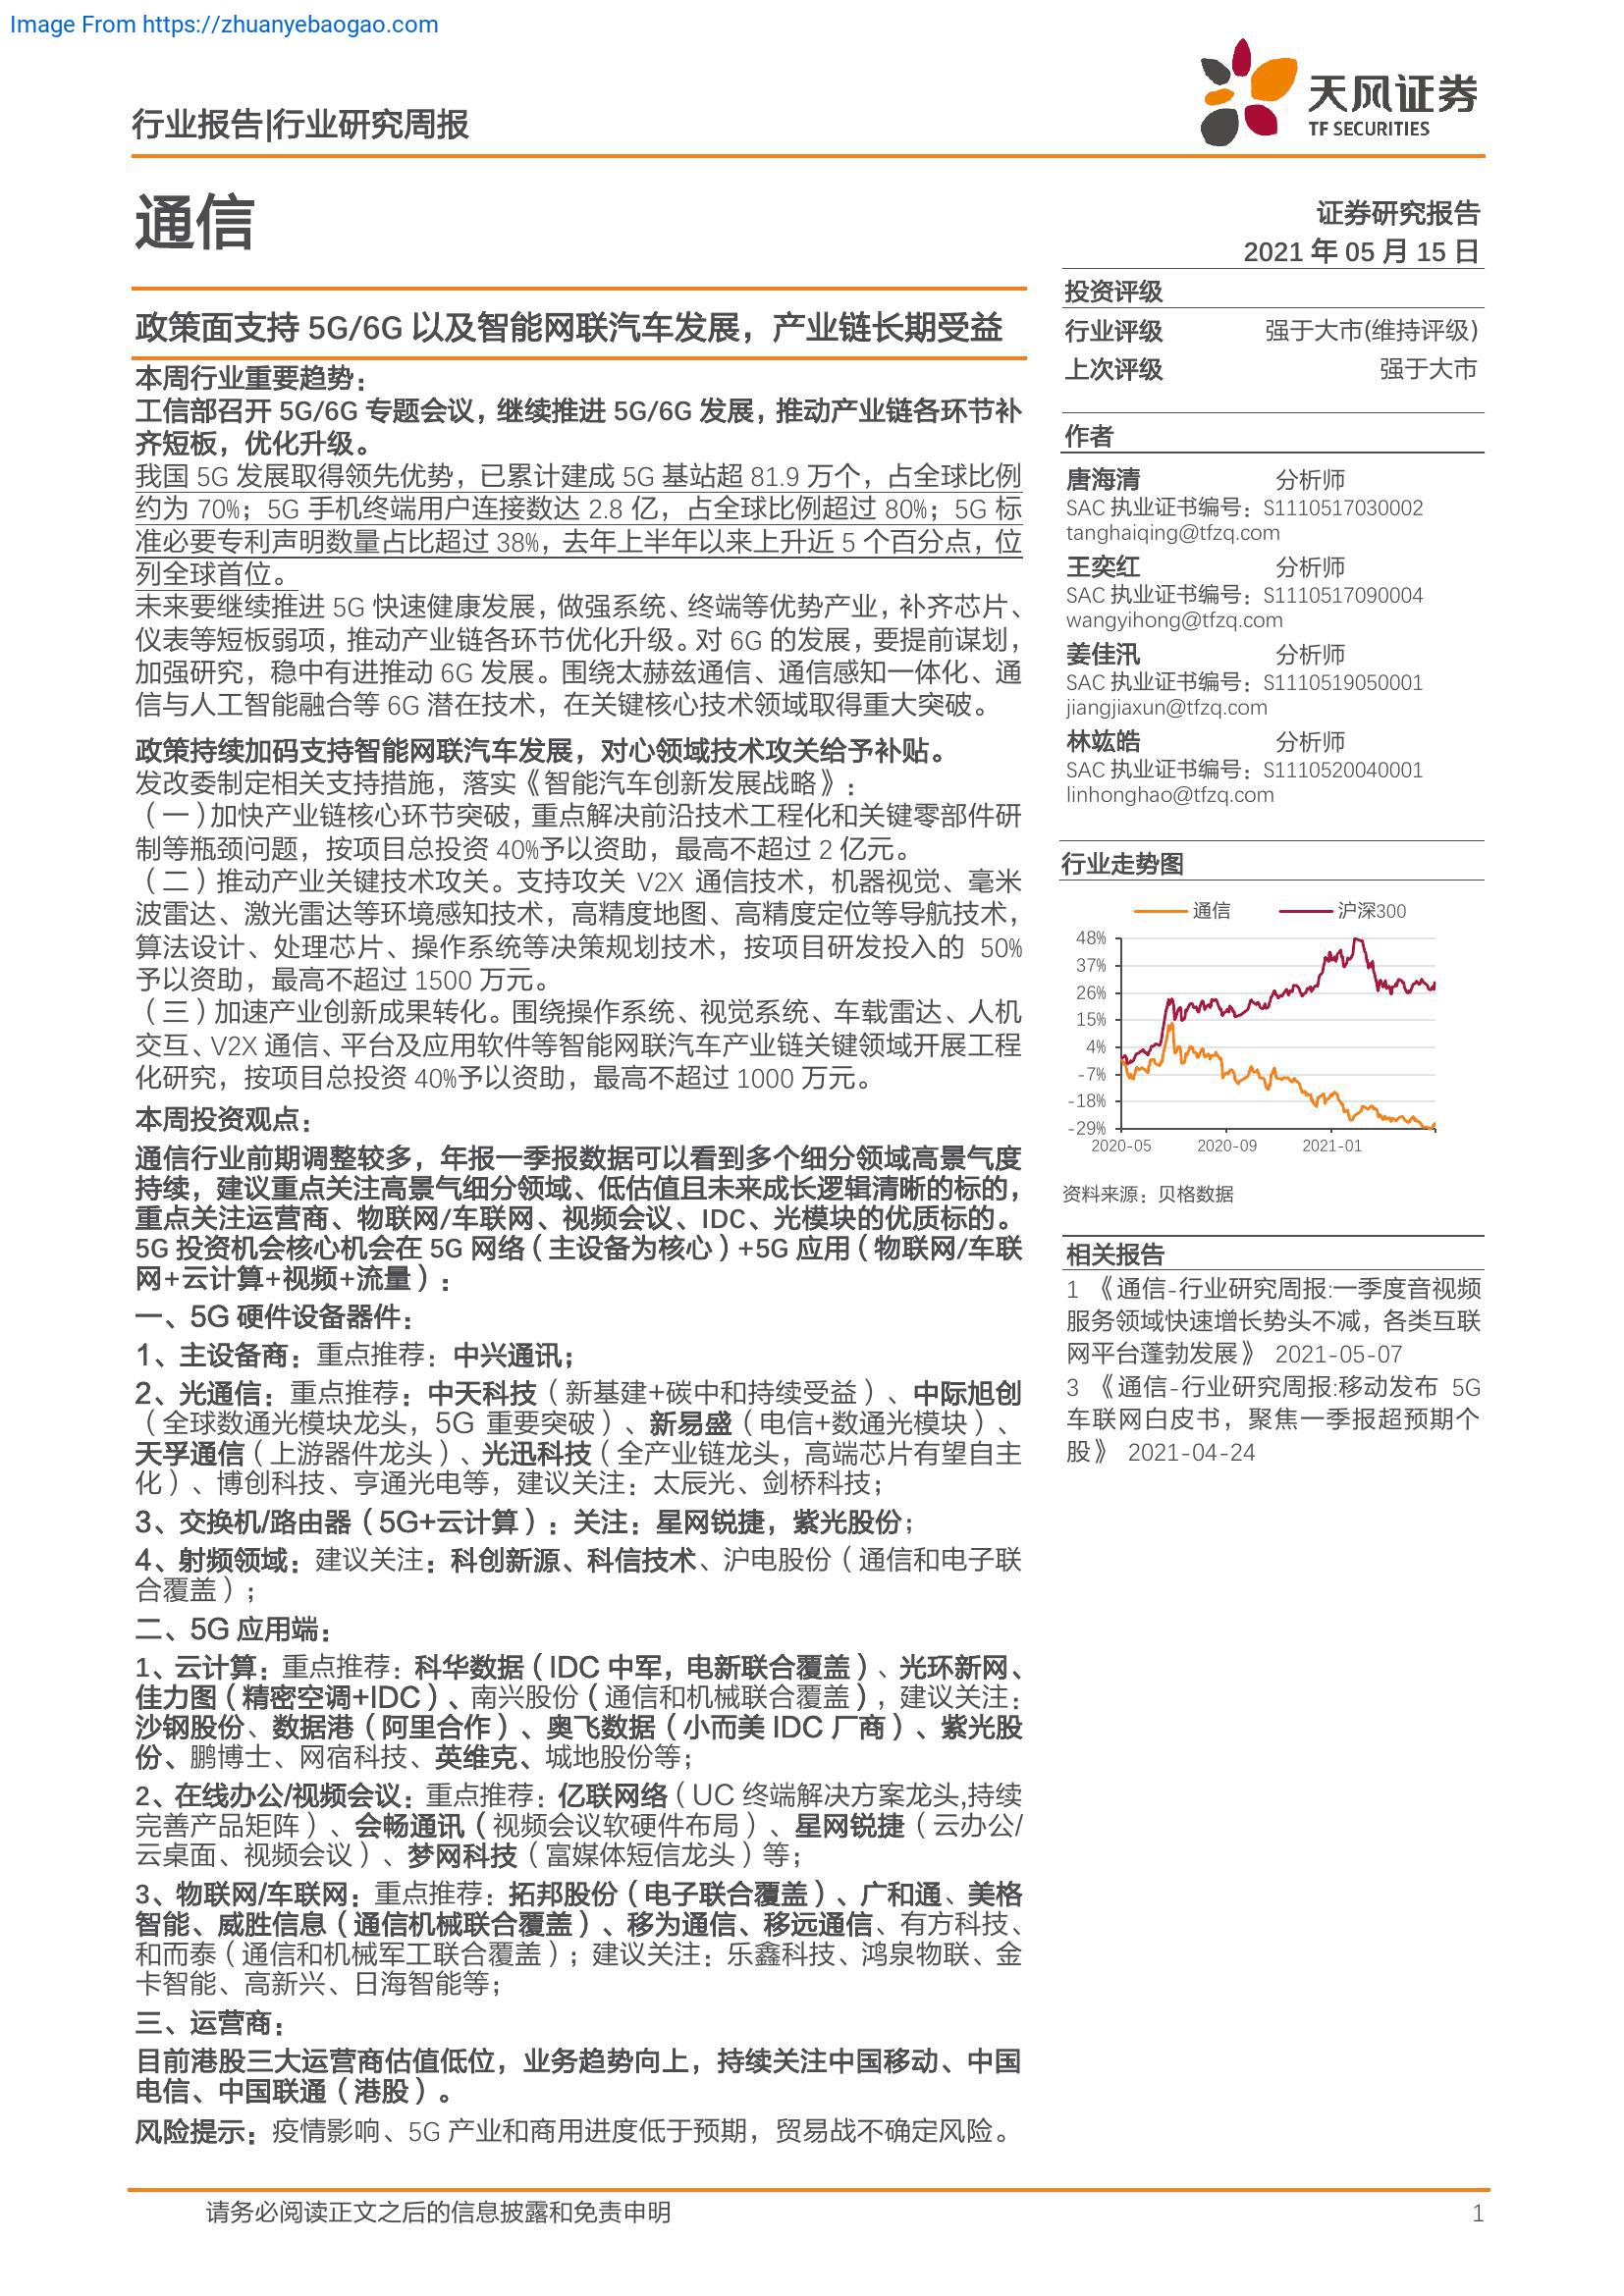 Image From https://zhuanyebaogao.com
行业报告|行业研究周报
天风证券
TF SECURITIES
通信
证券研究报告
2021 年 05 月 15 日
政策面支持 5G/6G 以及智能网联汽车发展，产业链长期受益
本周行业重要趋势：
工信部召开 5G/6G 专题会议，继续推进 5G/6G 发展，推动产业链各环节补
齐短板，优化升级。
我国 5G 发展取得领先优势，已累计建成 5G 基站超 81.9 万个，占全球比例
约为 70%；5G 手机终端用户连接数达 2.8 亿，占全球比例超过 80%；5G 标
准必要专利声明数量占比超过 38%，去年上半年以来上升近 5 个百分点，位
列全球首位。
未来要继续推进 5G 快速健康发展，做强系统、终端等优势产业，补齐芯片、
仪表等短板弱项，推动产业链各环节优化升级。对 6G 的发展，要提前谋划，
加强研究，稳中有进推动 6G 发展。围绕太赫兹通信、通信感知一体化、通
信与人工智能融合等 6G 潜在技术，在关键核心技术领域取得重大突破。
政策持续加码支持智能网联汽车发展，对心领域技术攻关给予补贴。
发改委制定相关支持措施，落实《智能汽车创新发展战略》：
（一）加快产业链核心环节突破，重点解决前沿技术工程化和关键零部件研
制等瓶颈问题，按项目总投资 40%予以资助，最高不超过 2 亿元。
（二）推动产业关键技术攻关。支持攻关 V2X 通信技术，机器视觉、毫米
波雷达、激光雷达等环境感知技术，高精度地图、高精度定位等导航技术，
算法设计、处理芯片、操作系统等决策规划技术，按项目研发投入的 50%
予以资助，最高不超过 1500 万元。
（三）加速产业创新成果转化。围绕操作系统、视觉系统、车载雷达、人机
交互、V2X 通信、平台及应用软件等智能网联汽车产业链关键领域开展工程
化研究，按项目总投资 40%予以资助，最高不超过 1000 万元。
本周投资观点：
通信行业前期调整较多，年报一季报数据可以看到多个细分领域高景气度
持续，建议重点关注高景气细分领域、低估值且未来成长逻辑清晰的标的，
重点关注运营商、物联网/车联网、视频会议、IDC、光模块的优质标的。
5G 投资机会核心机会在 5G 网络（主设备为核心）+5G 应用（物联网/车联
网+云计算+视频+流量）：
一、5G 硬件设备器件：
1、主设备商：重点推荐：中兴通讯；
2、光通信：重点推荐：中天科技（新基建+碳中和持续受益）、中际旭创
（全球数通光模块龙头，5G 重要突破）、新易盛（电信+数通光模块）、
天孚通信（上游器件龙头）、光迅科技（全产业链龙头，高端芯片有望自主
化）、博创科技、亨通光电等，建议关注：太辰光、剑桥科技；
3、交换机/路由器（5G+云计算）：关注：星网锐捷，紫光股份；
4、射频领域：建议关注：科创新源、科信技术、沪电股份（通信和电子联
合覆盖）；
二、5G 应用端：
1、云计算：重点推荐：科华数据（IDC 中军，电新联合覆盖）、光环新网、
佳力图（精密空调+IDC）、南兴股份（通信和机械联合覆盖），建议关注：
沙钢股份、数据港（阿里合作）、奥飞数据（小而美 IDC 厂商）、紫光股
份、鹏博士、网宿科技、英维克、城地股份等；
2、在线办公/视频会议：重点推荐：亿联网络（UC 终端解决方案龙头,持续
完善产品矩阵）、会畅通讯（视频会议软硬件布局）、星网锐捷（云办公/
云桌面、视频会议）、梦网科技（富媒体短信龙头）等；
3、物联网/车联网：重点推荐：拓邦股份（电子联合覆盖）、广和通、美格
智能、威胜信息（通信机械联合覆盖）、移为通信、移远通信、有方科技、
和而泰（通信和机械军工联合覆盖）；建议关注：乐鑫科技、鸿泉物联、金
卡智能、高新兴、日海智能等；
三、运营商：
目前港股三大运营商估值低位，业务趋势向上，持续关注中国移动、中国
电信、中国联通（港股）。
风险提示：疫情影响、5G 产业和商用进度低于预期，贸易战不确定风险。
投资评级
行业评级 强于大市(维持评级)
上次评级 强于大市
作者
唐海清 分析师
SAC 执业证书编号：S1110517030002
tanghaiqing@tfzq.com
王奕红 分析师
SAC 执业证书编号：S1110517090004
wangyihong@tfzq.com
姜佳汛 分析师
SAC 执业证书编号：S1110519050001
jiangjiaxun@tfzq.com
林竑皓 分析师
SAC 执业证书编号：S1110520040001
linhonghao@tfzq.com
行业走势图
通信 沪深300
48%
37%
26%
15%
4%
-7%
-18%
-29%
2020-05 2020-09 2021-01
资料来源：贝格数据
相关报告
1 《通信-行业研究周报:一季度音视频
服务领域快速增长势头不减，各类互联
网平台蓬勃发展》 2021-05-07
3 《通信-行业研究周报:移动发布 5G
车联网白皮书，聚焦一季报超预期个
股》 2021-04-24
请务必阅读正文之后的信息披露和免责申明 1